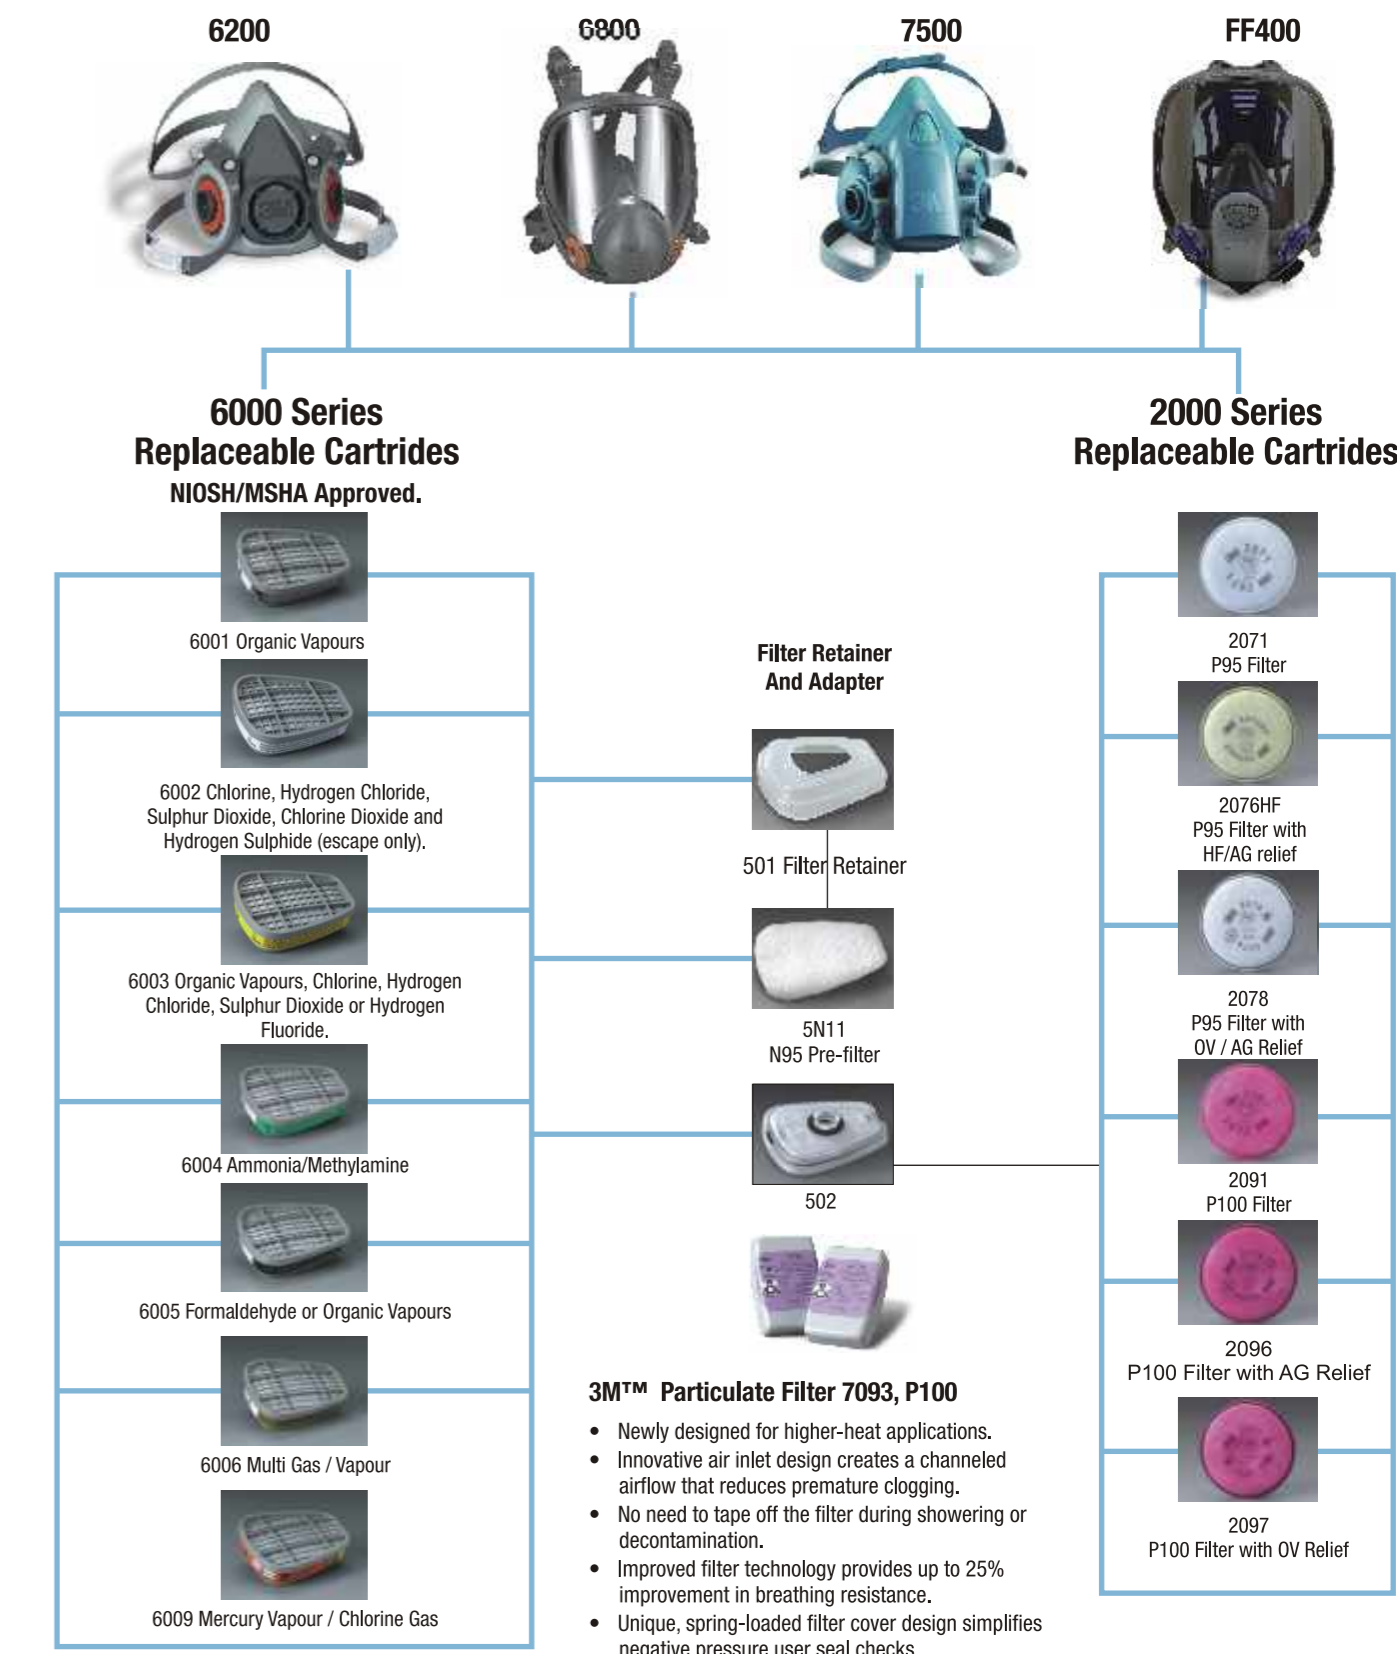 6200
6800
7500
FF400
6000 Series
Replaceable Cartrides
NIOSH/MSHA Approved.
6001 Organic Vapours
6002 Chlorine, Hydrogen Chloride,
Sulphur Dioxide, Chlorine Dioxide and
Hydrogen Sulphide (escape only).
6003 Organic Vapours, Chlorine, Hydrogen
Chloride, Sulphur Dioxide or Hydrogen
Fluoride.
6004 Ammonia/Methylamine
6005 Formaldehyde or Organic Vapours
6006 Multi Gas / Vapour
6009 Mercury Vapour / Chlorine Gas
Filter Retainer
And Adapter
501 Filter Retainer
5N11
N95 Pre-filter
502
3M™ Particulate Filter 7093, P100
• Newly designed for higher-heat applications.
• Innovative air inlet design creates a channeled
airflow that reduces premature clogging.
• No need to tape off the filter during showering or
decontamination.
• Improved filter technology provides up to 25%
improvement in breathing resistance.
• Unique, spring-loaded filter cover design simplifies
negative pressure user seal checks
2000 Series
Replaceable Cartrides
2071
P95 Filter
2076HF
P95 Filter with
HF/AG relief
2078
P95 Filter with
OV / AG Relief
2091
P100 Filter
2096
P100 Filter with AG Relief
2097
P100 Filter with OV Relief